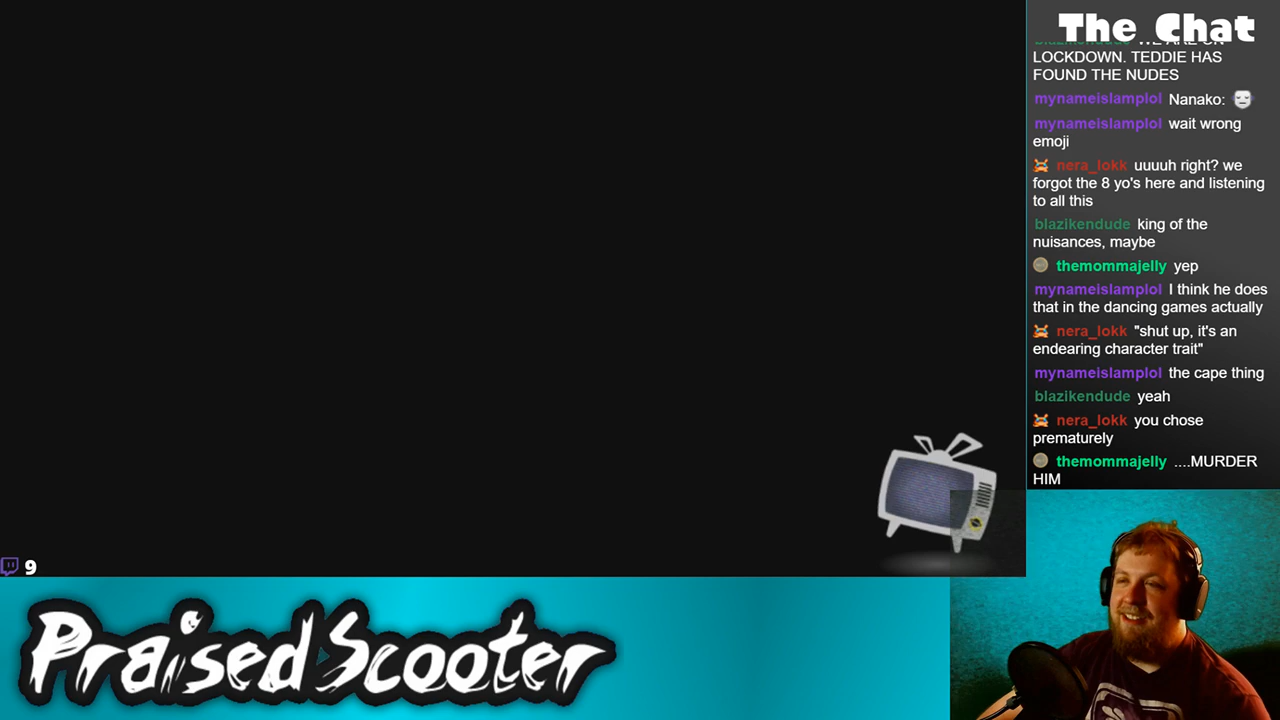 The Chat
LOCKDOWN. TEDDIE HAS
FOUND THE NUDES
mynameislamplol Nanako:
mynameislamplol wait wrong
emoji
nera_lokk uuuuh right? we
forgot the 8 yo's here and listening
to all this
blazikendude king of the
nuisances, maybe
themommajelly yep
mynameislamplol I think he does
that in the dancing games actually
nera_lokk "shut up, it's an
endearing character trait"
mynameislamplol the cape thing
blazikendude yeah
nera_lokk you chose
prematurely
themommajelly ....MURDER
HIM
9
PraisedScooter